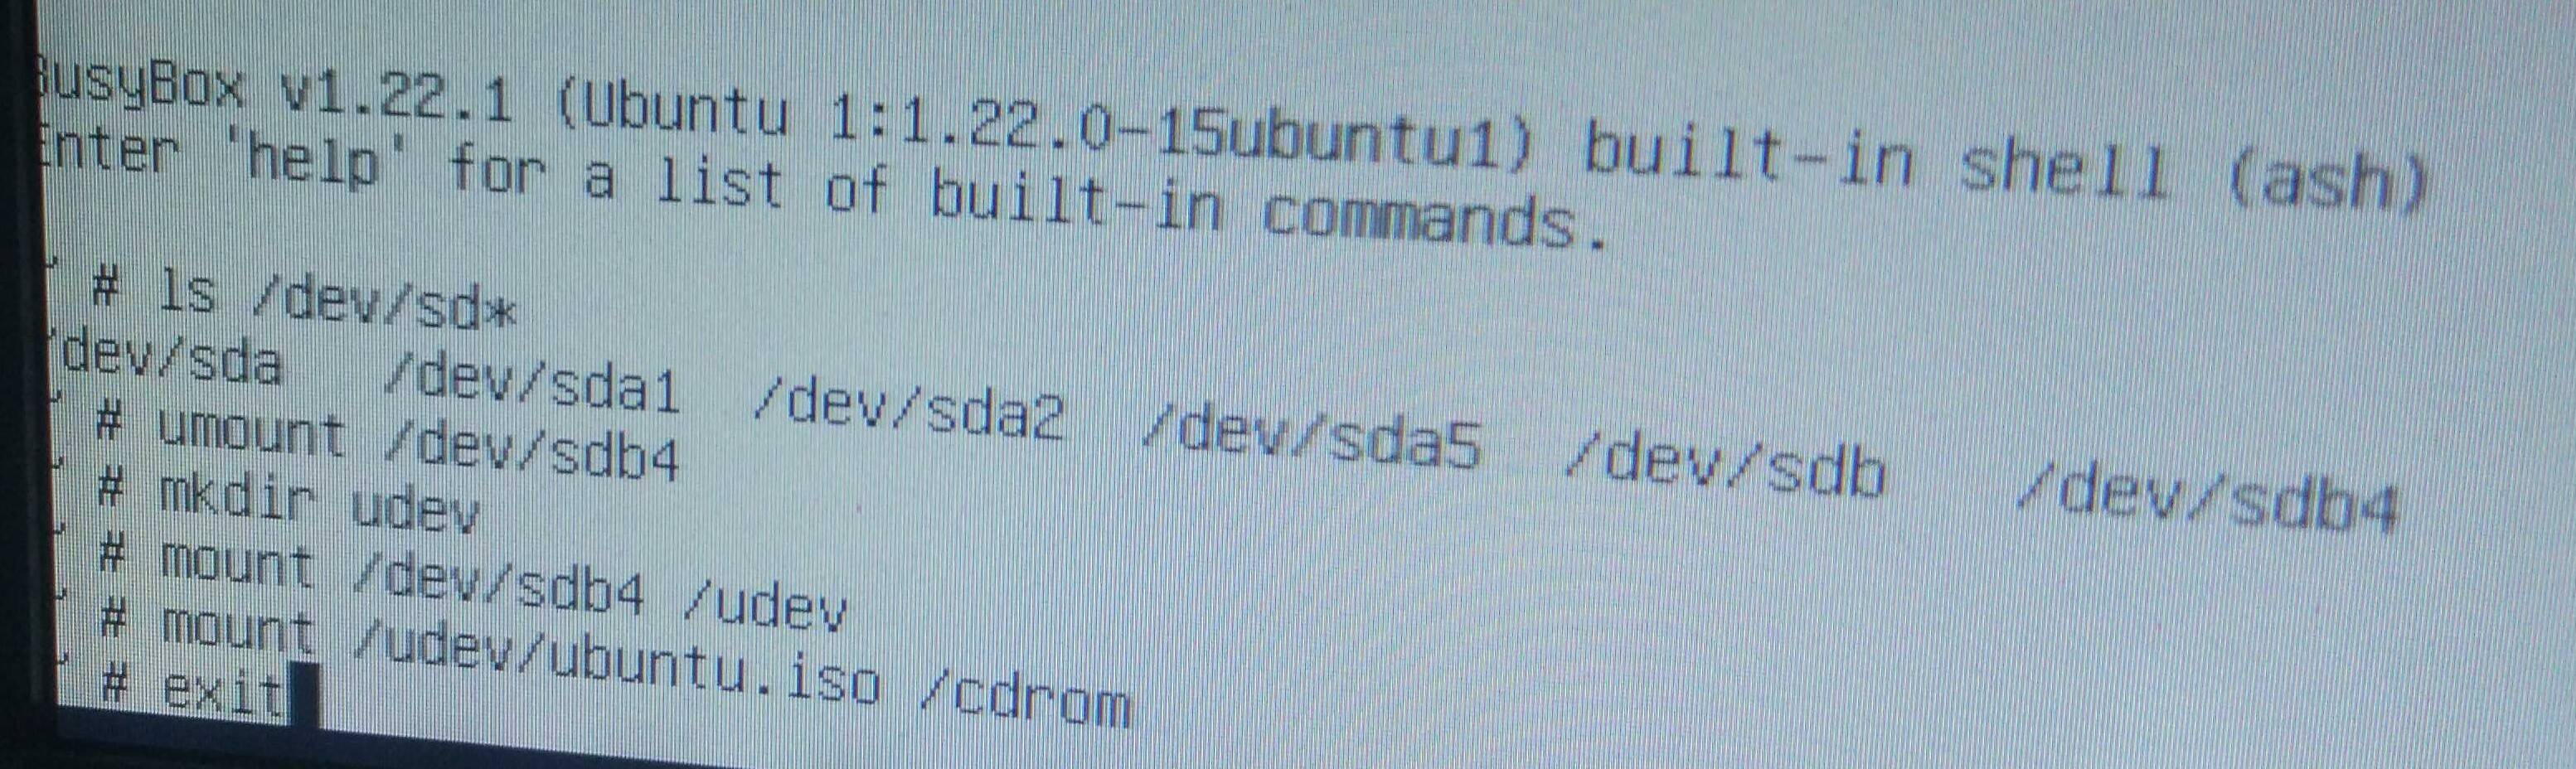 BusyBox v1.22.1 (Ubuntu 1:1.22.0-15ubuntu1) built-in shell (ash)
Enter 'help' for a list of built-in commands.
/ # ls /dev/sd*
/dev/sda /dev/sda1 /dev/sda2 /dev/sda5 /dev/sdb /dev/sdb4
/ # umount /dev/sdb4
/ # mkdir udev
/ # mount /dev/sdb4 /udev
/ # mount /udev/ubuntu.iso /cdrom
/ # exit